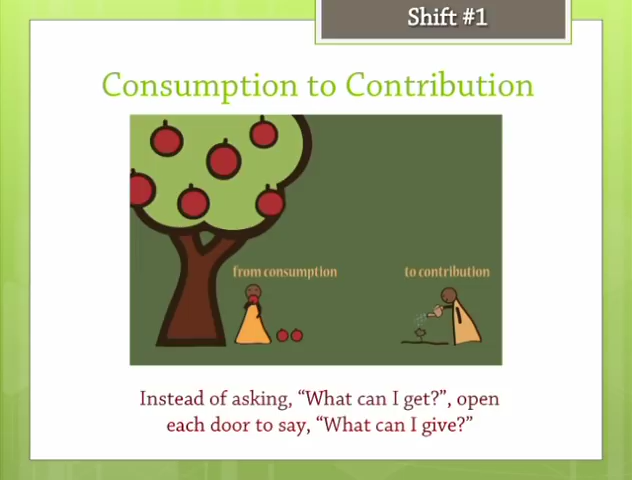 Shift #1
Consumption to Contribution
from consumption
to contribution
Instead of asking, “What can I get?”, open
each door to say, “What can I give?”